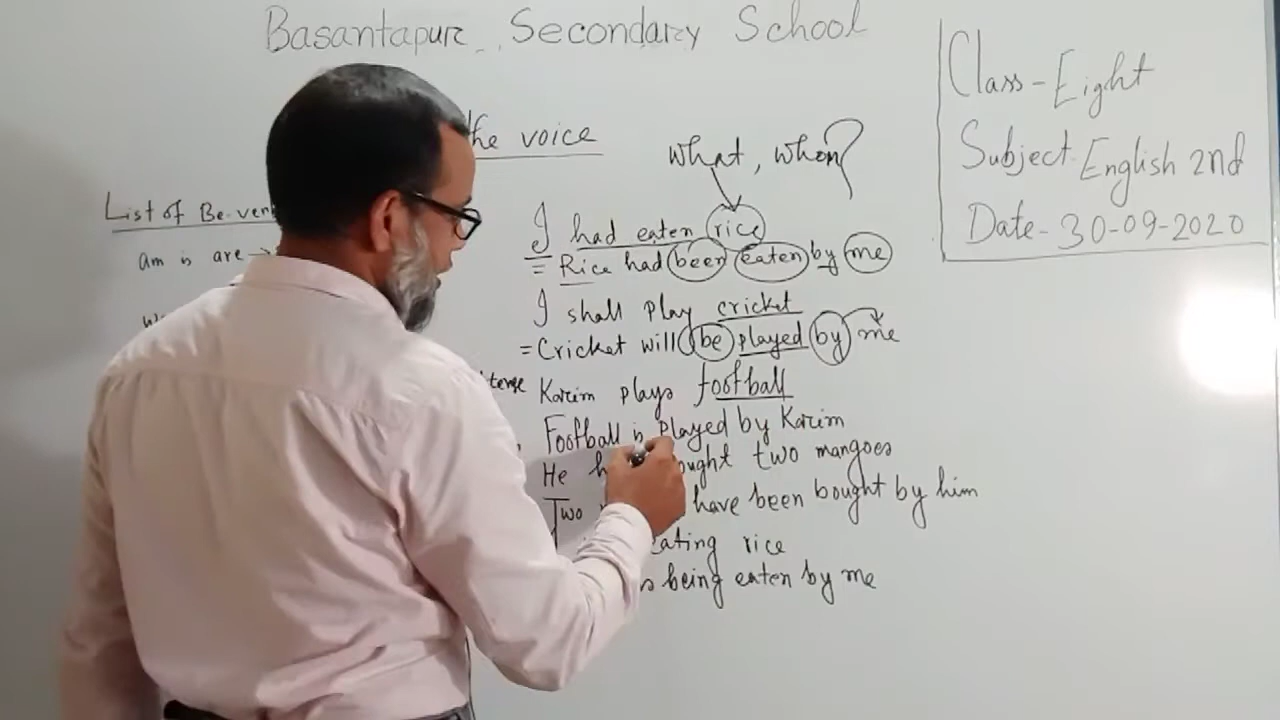 Basantapur Secondary School
Class - Eight
Subject - English 2nd
Date - 30-09-2020
the voice
what, whom?
List of Be-ver
am is are →
I had eaten rice
= Rice had been eaten by me
I shall play cricket
= Cricket will be played by me
tense Karim plays football
Football is played by Karim
He two mangoes
Two have been bought by him
eating rice
being eaten by me